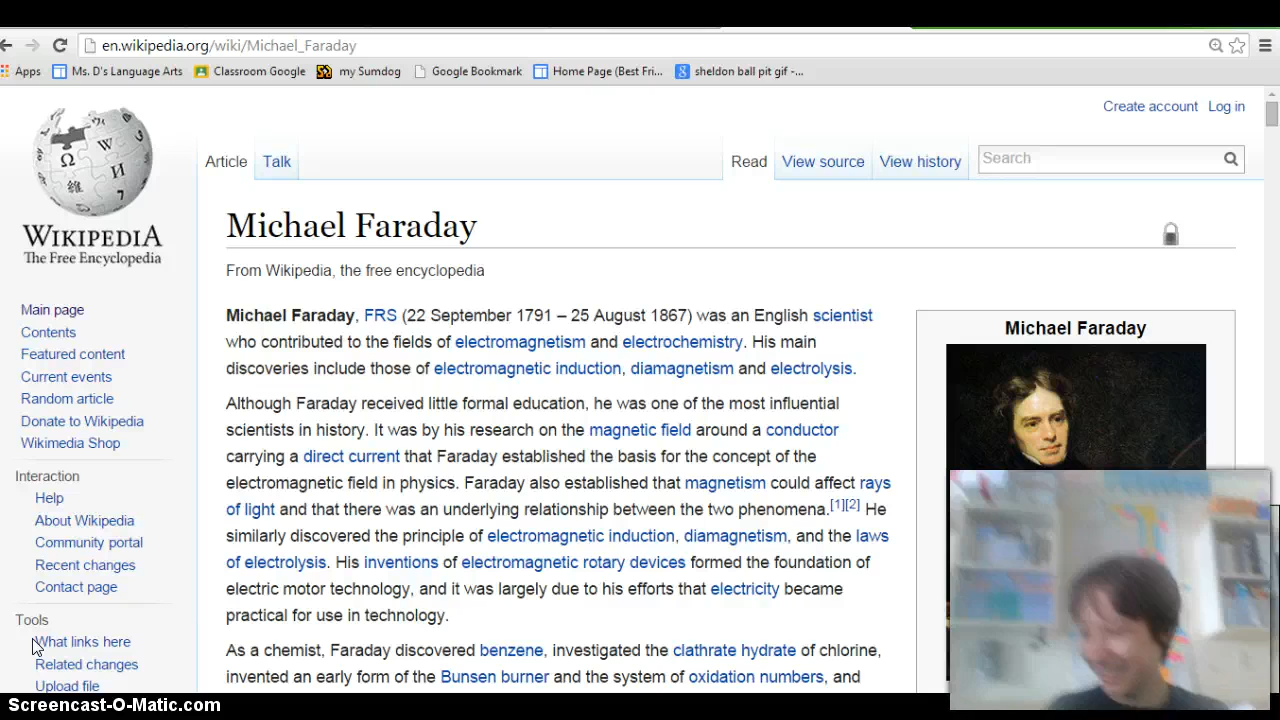 en.wikipedia.org/wiki/Michael_Faraday
Apps Ms. D's Language Arts Classroom Google my Sumdog Google Bookmark Home Page (Best Fri... sheldon ball pit gif -...
Create account Log in
Article Talk Read View source View history Search
WIKIPEDIA
The Free Encyclopedia
Michael Faraday
From Wikipedia, the free encyclopedia
Main page
Contents
Featured content
Current events
Random article
Donate to Wikipedia
Wikimedia Shop
Interaction
Help
About Wikipedia
Community portal
Recent changes
Contact page
Tools
What links here
Related changes
Upload file
Michael Faraday, FRS (22 September 1791 – 25 August 1867) was an English scientist
who contributed to the fields of electromagnetism and electrochemistry. His main
discoveries include those of electromagnetic induction, diamagnetism and electrolysis.
Although Faraday received little formal education, he was one of the most influential
scientists in history. It was by his research on the magnetic field around a conductor
carrying a direct current that Faraday established the basis for the concept of the
electromagnetic field in physics. Faraday also established that magnetism could affect rays
of light and that there was an underlying relationship between the two phenomena.[1][2] He
similarly discovered the principle of electromagnetic induction, diamagnetism, and the laws
of electrolysis. His inventions of electromagnetic rotary devices formed the foundation of
electric motor technology, and it was largely due to his efforts that electricity became
practical for use in technology.
As a chemist, Faraday discovered benzene, investigated the clathrate hydrate of chlorine,
invented an early form of the Bunsen burner and the system of oxidation numbers, and
Michael Faraday
Screencast-O-Matic.com